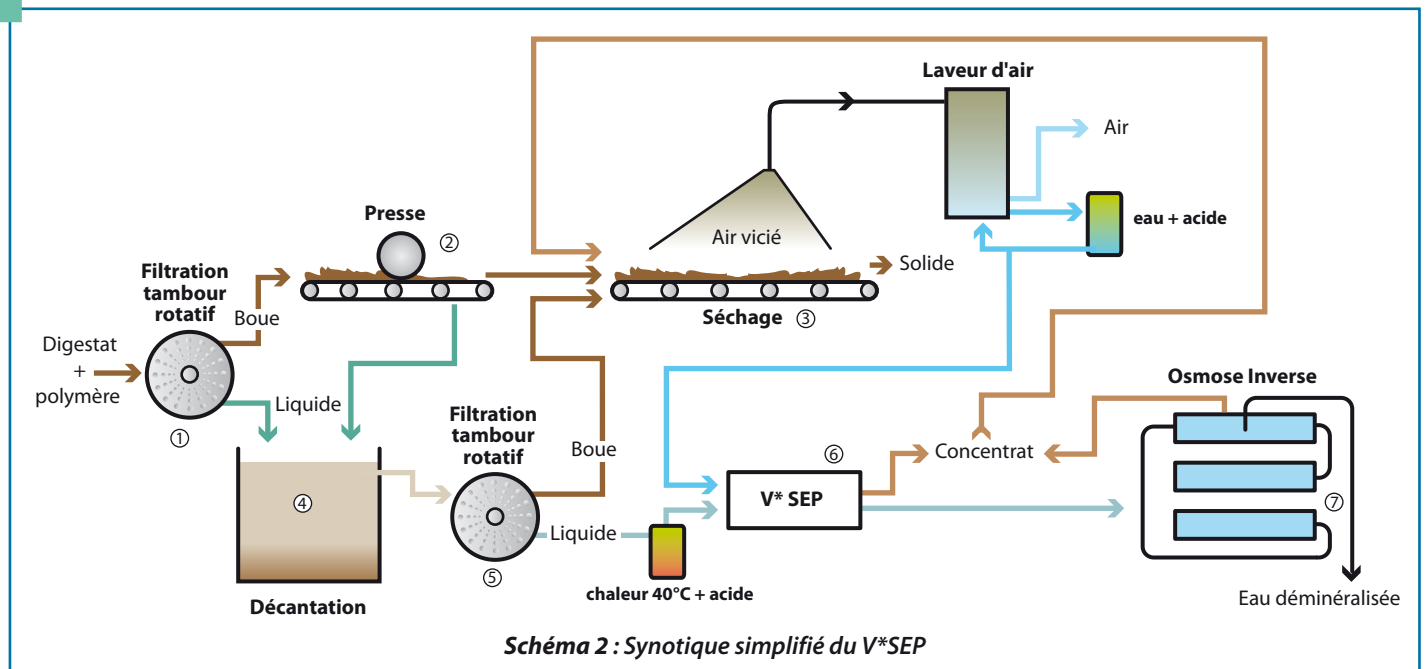 Laveur d'air
Air
eau + acide
Air vicié
Presse
②
Solide
Séchage ③
Filtration
tambour
rotatif
Boue
Digestat
+
polymère
①
Liquide
④
Décantation
Filtration
tambour
rotatif
Boue
⑤
Liquide
chaleur 40°C + acide
⑥
V* SEP
Concentrat
Osmose Inverse
⑦
Eau déminéralisée
Schéma 2 : Synotique simplifié du V*SEP